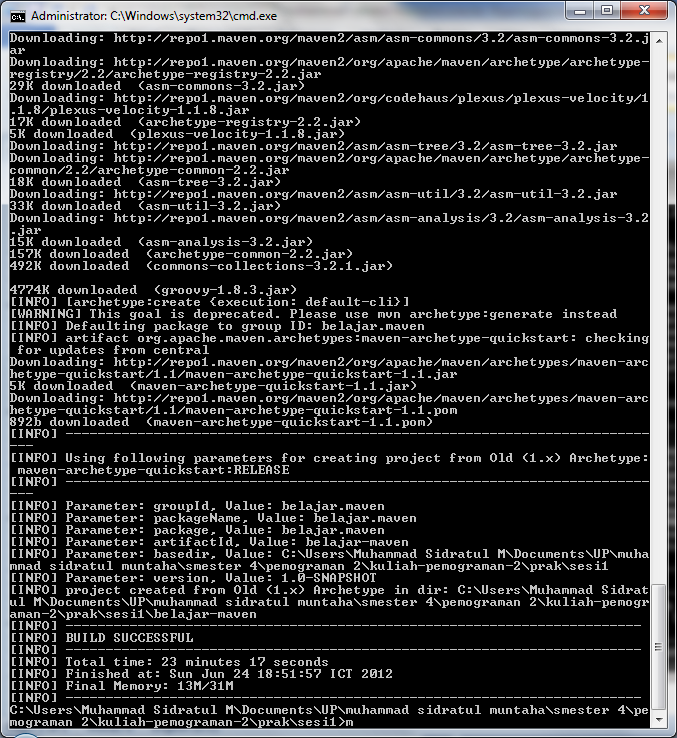 Administrator: C:\Windows\system32\cmd.exe
Downloading: http://repo1.maven.org/maven2/asm/asm-commons/3.2/asm-commons-3.2.j
ar
Downloading: http://repo1.maven.org/maven2/org/apache/maven/archetype/archetype-
registry/2.2/archetype-registry-2.2.jar
29K downloaded  (asm-commons-3.2.jar)
Downloading: http://repo1.maven.org/maven2/org/codehaus/plexus/plexus-velocity/1
.1.8/plexus-velocity-1.1.8.jar
17K downloaded  (archetype-registry-2.2.jar)
5K downloaded  (plexus-velocity-1.1.8.jar)
Downloading: http://repo1.maven.org/maven2/asm/asm-tree/3.2/asm-tree-3.2.jar
Downloading: http://repo1.maven.org/maven2/org/apache/maven/archetype/archetype-
common/2.2/archetype-common-2.2.jar
18K downloaded  (asm-tree-3.2.jar)
Downloading: http://repo1.maven.org/maven2/asm/asm-util/3.2/asm-util-3.2.jar
33K downloaded  (asm-util-3.2.jar)
Downloading: http://repo1.maven.org/maven2/asm/asm-analysis/3.2/asm-analysis-3.2
.jar
15K downloaded  (asm-analysis-3.2.jar)
157K downloaded  (archetype-common-2.2.jar)
492K downloaded  (commons-collections-3.2.1.jar)
4774K downloaded  (groovy-1.8.3.jar)
[INFO] [archetype:create {execution: default-cli}]
[WARNING] This goal is deprecated. Please use mvn archetype:generate instead
[INFO] Defaulting package to group ID: belajar.maven
[INFO] artifact org.apache.maven.archetypes:maven-archetype-quickstart: checking
 for updates from central
Downloading: http://repo1.maven.org/maven2/org/apache/maven/archetypes/maven-arc
hetype-quickstart/1.1/maven-archetype-quickstart-1.1.jar
5K downloaded  (maven-archetype-quickstart-1.1.jar)
Downloading: http://repo1.maven.org/maven2/org/apache/maven/archetypes/maven-arc
hetype-quickstart/1.1/maven-archetype-quickstart-1.1.pom
892b downloaded  (maven-archetype-quickstart-1.1.pom)
[INFO] -------------------------------------------------------------------------
---
[INFO] Using following parameters for creating project from Old (1.x) Archetype:
 maven-archetype-quickstart:RELEASE
[INFO] -------------------------------------------------------------------------
---
[INFO] Parameter: groupId, Value: belajar.maven
[INFO] Parameter: packageName, Value: belajar.maven
[INFO] Parameter: package, Value: belajar.maven
[INFO] Parameter: artifactId, Value: belajar-maven
[INFO] Parameter: basedir, Value: C:\Users\Muhammad Sidratul M\Documents\UP\muha
mmad sidratul muntaha\smester 4\pemograman 2\kuliah-pemograman-2\prak\sesi1
[INFO] Parameter: version, Value: 1.0-SNAPSHOT
[INFO] project created from Old (1.x) Archetype in dir: C:\Users\Muhammad Sidrat
ul M\Documents\UP\muhammad sidratul muntaha\smester 4\pemograman 2\kuliah-pemogr
aman-2\prak\sesi1\belajar-maven
[INFO] ------------------------------------------------------------------------
[INFO] BUILD SUCCESSFUL
[INFO] ------------------------------------------------------------------------
[INFO] Total time: 23 minutes 17 seconds
[INFO] Finished at: Sun Jun 24 18:51:57 ICT 2012
[INFO] Final Memory: 13M/31M
[INFO] ------------------------------------------------------------------------
C:\Users\Muhammad Sidratul M\Documents\UP\muhammad sidratul muntaha\smester 4\pe
mograman 2\kuliah-pemograman-2\prak\sesi1>m